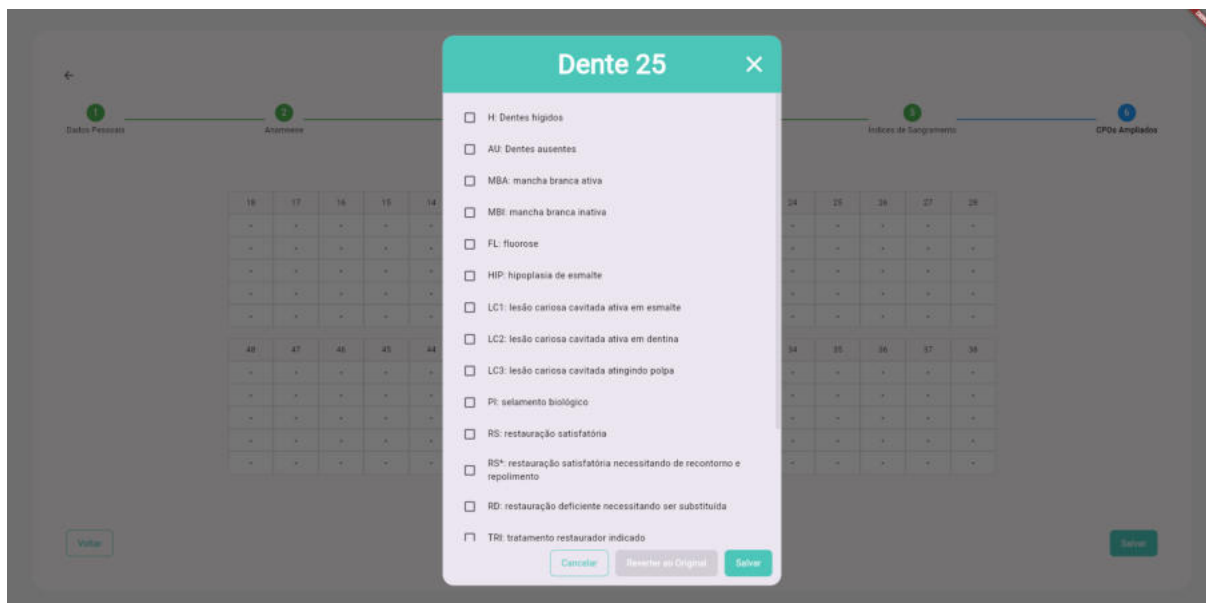 Dente 25 ×
←
1 2 5 6
Dados Pessoais Anamnese Índices de Sangramento CPOs Ampliados
H: Dentes hígidos
AU: Dentes ausentes
MBA: mancha branca ativa
MBI: mancha branca inativa
FL: fluorose
HIP: hipoplasia de esmalte
LC1: lesão cariosa cavitada ativa em esmalte
LC2: lesão cariosa cavitada ativa em dentina
LC3: lesão cariosa cavitada atingindo polpa
PI: selamento biológico
RS: restauração satisfatória
RS*: restauração satisfatória necessitando de recontorno e
repolimento
RD: restauração deficiente necessitando ser substituída
TRI: tratamento restaurador indicado
Cancelar Reverter ao Original Salvar
18 17 16 15 14 24 25 26 27 28
- - - - - - - - - -
- - - - - - - - - -
- - - - - - - - - -
- - - - - - - - - -
- - - - - - - - - -
48 47 46 45 44 34 35 36 37 38
- - - - - - - - - -
- - - - - - - - - -
- - - - - - - - - -
- - - - - - - - - -
- - - - - - - - - -
Voltar Salvar